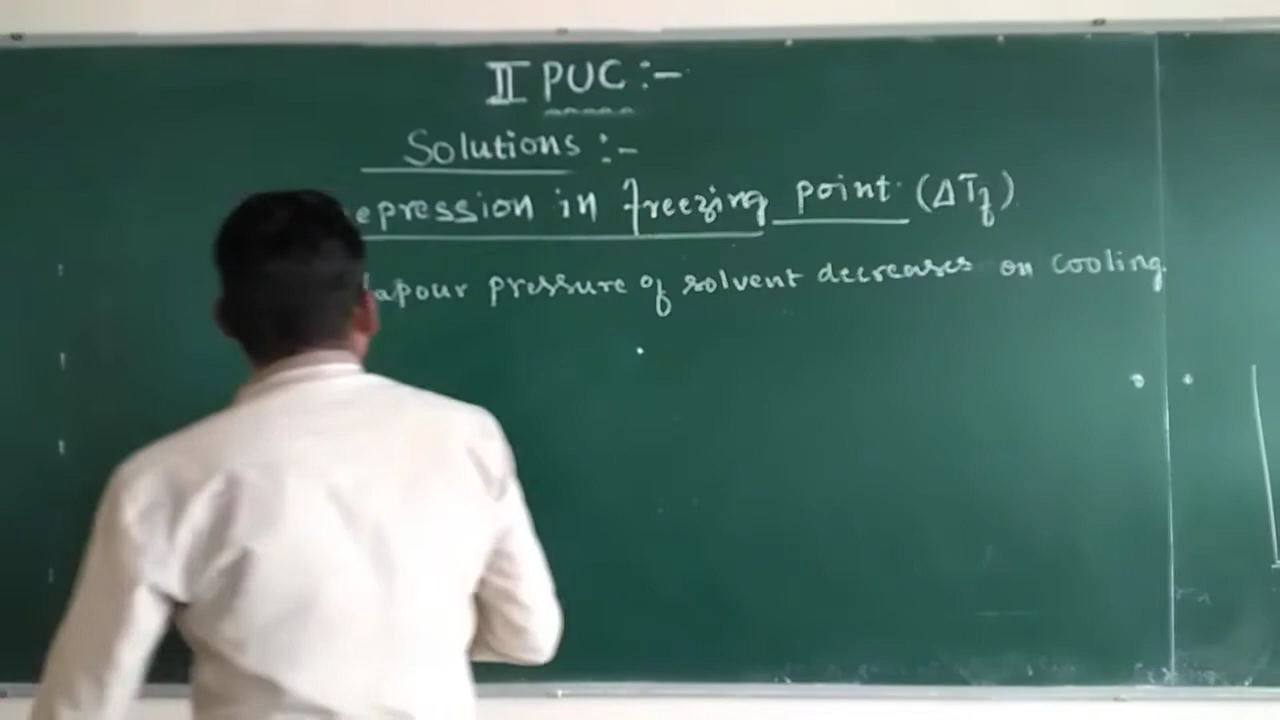 II PUC :-
Solutions :-
epression in freezing point (ΔTf)
apour pressure of solvent decreases on cooling.